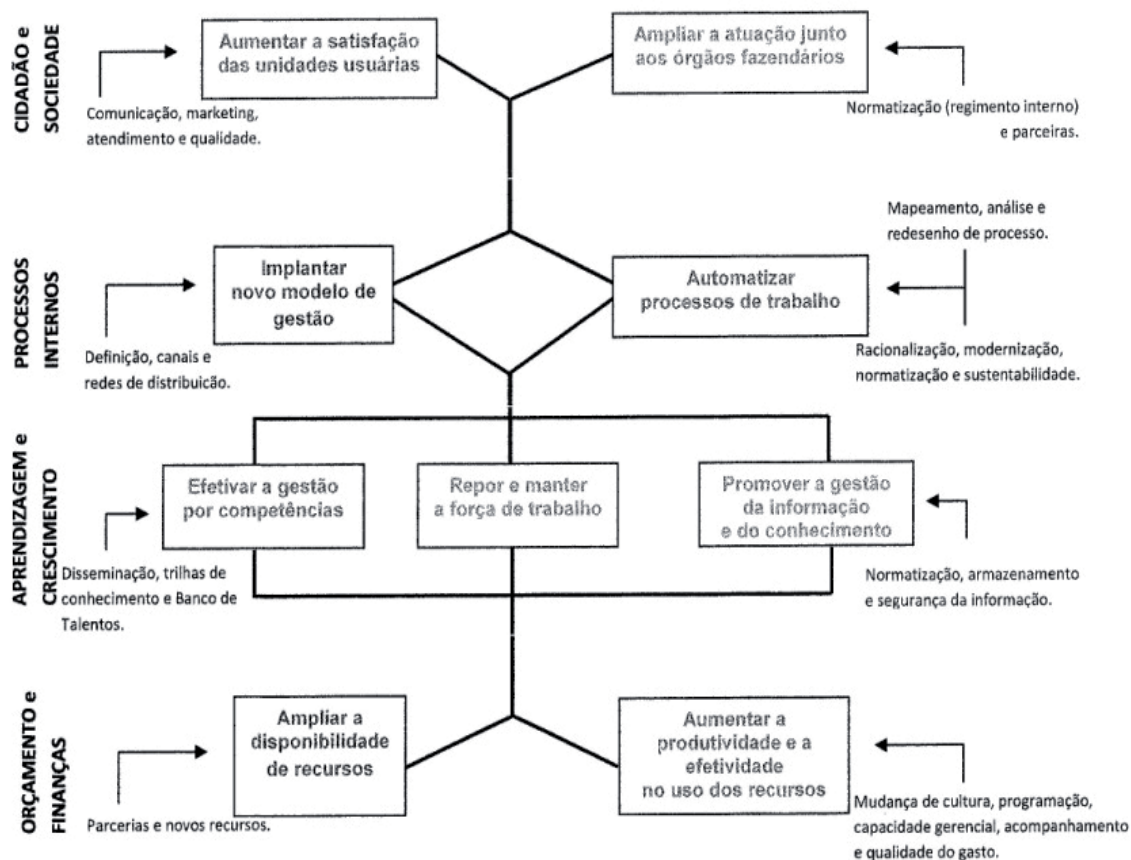 CIDADÃO e
SOCIEDADE
Aumentar a satisfação
das unidades usuárias
Ampliar a atuação junto
aos órgãos fazendários
Comunicação, marketing,
atendimento e qualidade.
Normatização (regimento interno)
e parceiras.
PROCESSOS
INTERNOS
Implantar
novo modelo de
gestão
Automatizar
processos de trabalho
Mapeamento, análise e
redesenho de processo.
Definição, canais e
redes de distribuicão.
Racionalização, modernização,
normatização e sustentabilidade.
APRENDIZAGEM e
CRESCIMENTO
Efetivar a gestão
por competências
Repor e manter
a força de trabalho
Promover a gestão
da informação
e do conhecimento
Disseminação, trilhas de
conhecimento e Banco de
Talentos.
Normatização, armazenamento
e segurança da informação.
ORÇAMENTO e
FINANÇAS
Ampliar a
disponibilidade
de recursos
Aumentar a
produtividade e a
efetividade
no uso dos recursos
Parcerias e novos recursos.
Mudança de cultura, programação,
capacidade gerencial, acompanhamento
e qualidade do gasto.